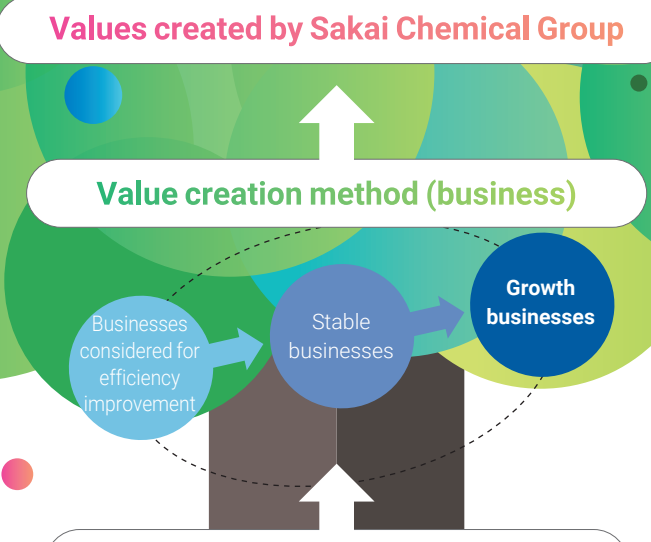 Values created by Sakai Chemical Group
Value creation method (business)
Businesses
considered for
efficiency
improvement
Stable
businesses
Growth
businesses